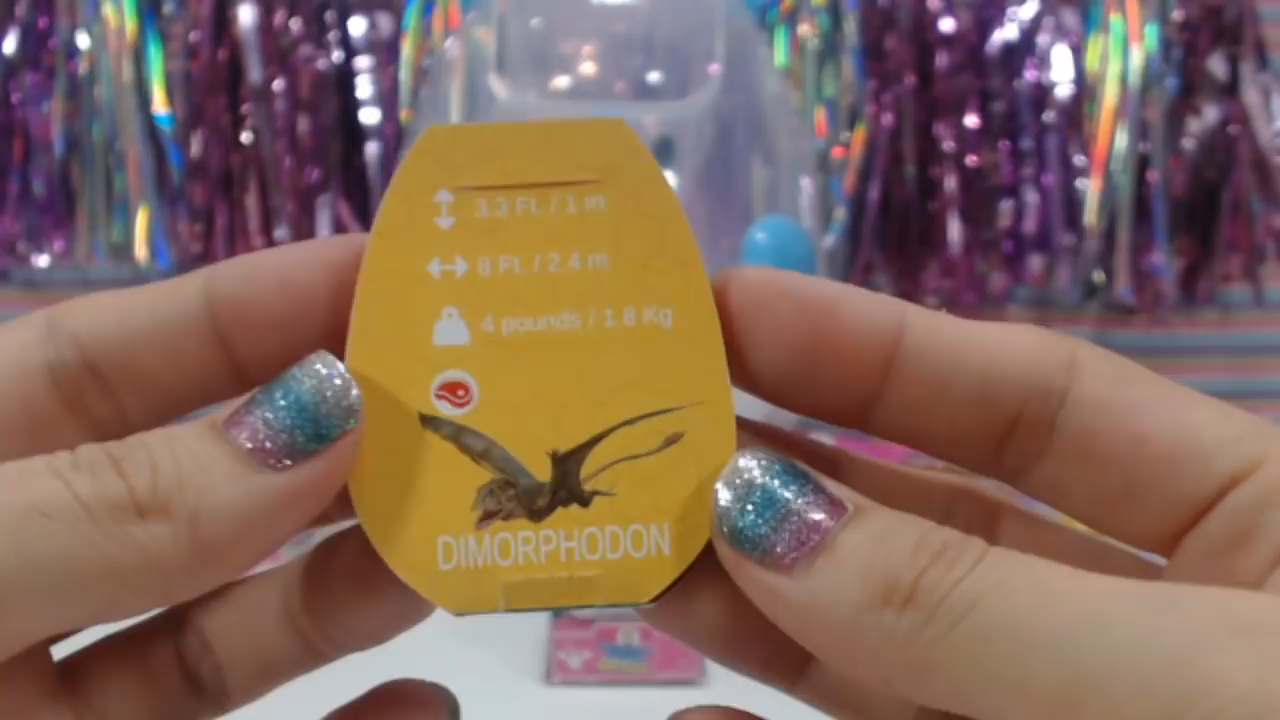 3.3 Ft. / 1 m
8 Ft. / 2.4 m
4 pounds / 1.8 Kg
DIMORPHODON